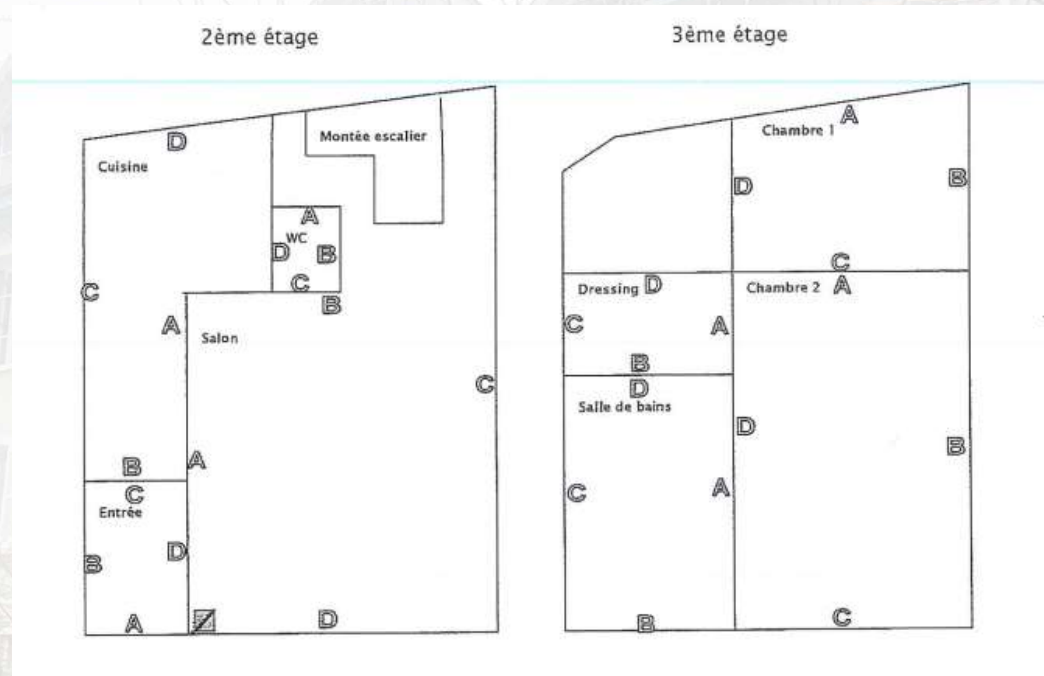 2ème étage
3ème étage
Montée escalier
Chambre 1
A
D
Cuisine
D
B
A
WC
D
B
C
C
B
C
Dressing
D
Chambre 2
A
A
Salon
C
A
B
C
D
Salle de bains
D
A
B
B
C
C
A
Entrée
D
B
A
D
B
C